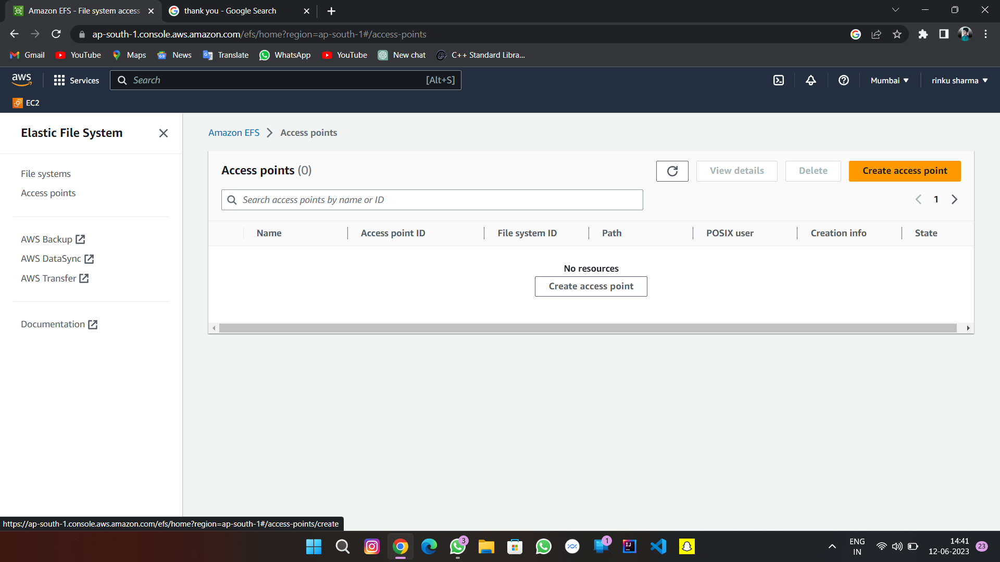 Amazon EFS - File system access
thank you - Google Search
ap-south-1.console.aws.amazon.com/efs/home?region=ap-south-1#/access-points
Gmail YouTube Maps News Translate WhatsApp YouTube New chat C++ Standard Libra...
aws Services Search [Alt+S] Mumbai rinku sharma
EC2
Elastic File System
File systems
Access points
AWS Backup
AWS DataSync
AWS Transfer
Documentation
Amazon EFS Access points
Access points (0) View details Delete Create access point
Search access points by name or ID 1
Name Access point ID File system ID Path POSIX user Creation info State
No resources
Create access point
https://ap-south-1.console.aws.amazon.com/efs/home?region=ap-south-1#/access-points/create
3 1 IJ ENG 14:41
IN 12-06-2023 23